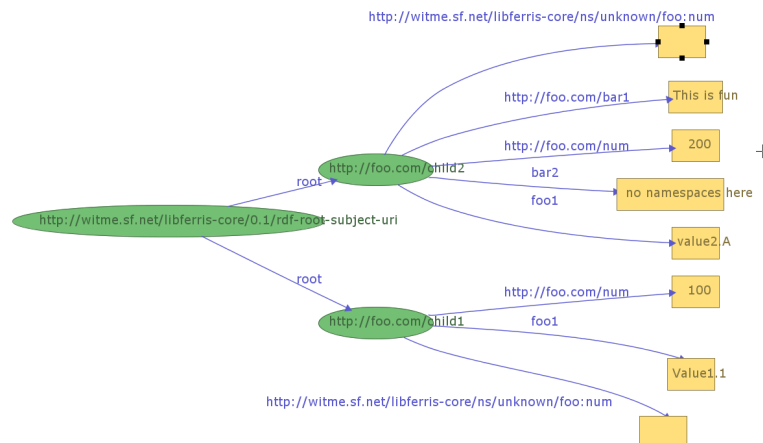 http://witme.sf.net/libferris-core/ns/unknown/foo:num
http://foo.com/bar1
This is fun
http://foo.com/num
200
http://foo.com/child2
bar2
root
no namespaces here
foo1
http://witme.sf.net/libferris-core/0.1/rdf-root-subject-uri
value2.A
root
http://foo.com/num
100
http://foo.com/child1
foo1
Value1.1
http://witme.sf.net/libferris-core/ns/unknown/foo:num